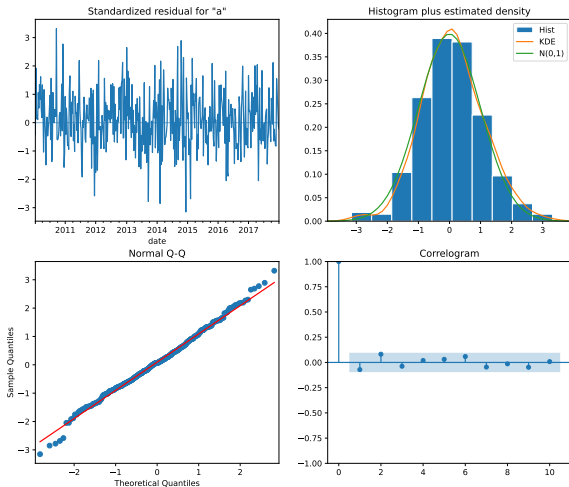 Standardized residual for "a"
3
2
1
0
−1
−2
−3
2011 2012 2013 2014 2015 2016 2017
date
Histogram plus estimated density
Hist
KDE
N(0,1)
0.40
0.35
0.30
0.25
0.20
0.15
0.10
0.05
0.00
−3 −2 −1 0 1 2 3
Normal Q-Q
Sample Quantiles
3
2
1
0
−1
−2
−3
−2 −1 0 1 2
Theoretical Quantiles
Correlogram
1.00
0.75
0.50
0.25
0.00
−0.25
−0.50
−0.75
−1.00
0 2 4 6 8 10